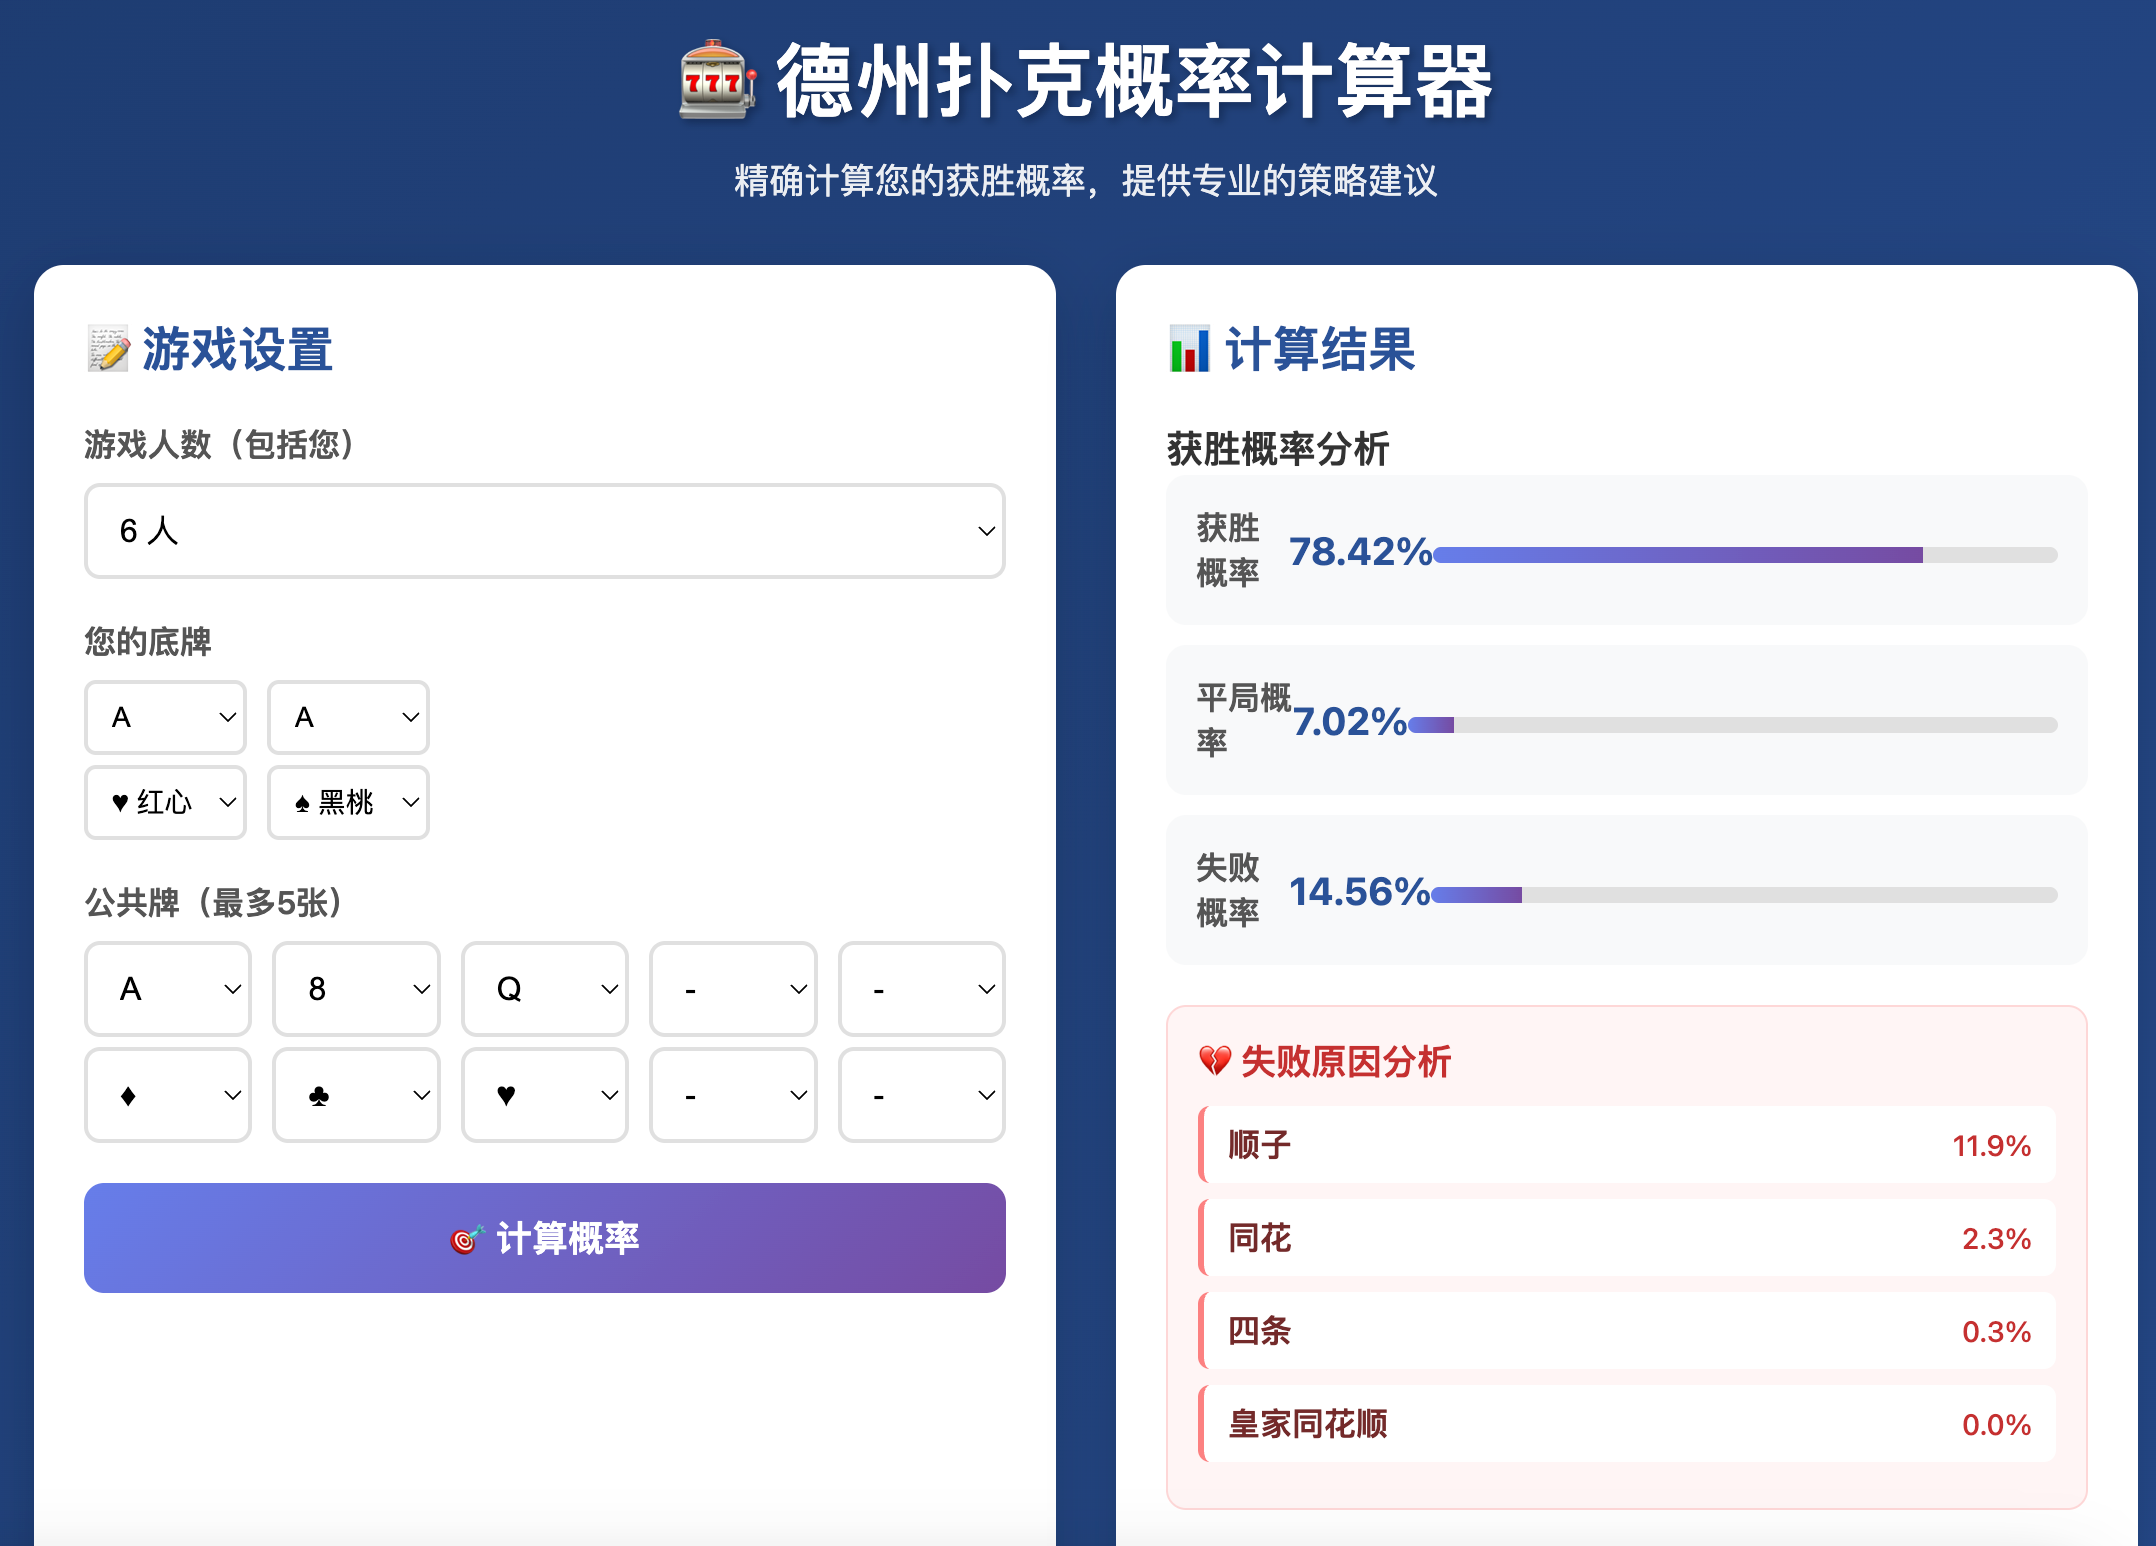 德州扑克概率计算器
精确计算您的获胜概率，提供专业的策略建议
游戏设置
游戏人数（包括您）
6 人
您的底牌
A A
♥ 红心 ♠ 黑桃
公共牌（最多5张）
A 8 Q - -
♦ ♣ ♥ - -
计算概率
计算结果
获胜概率分析
获胜
概率
78.42%
平局概
率
7.02%
失败
概率
14.56%
失败原因分析
顺子 11.9%
同花 2.3%
四条 0.3%
皇家同花顺 0.0%